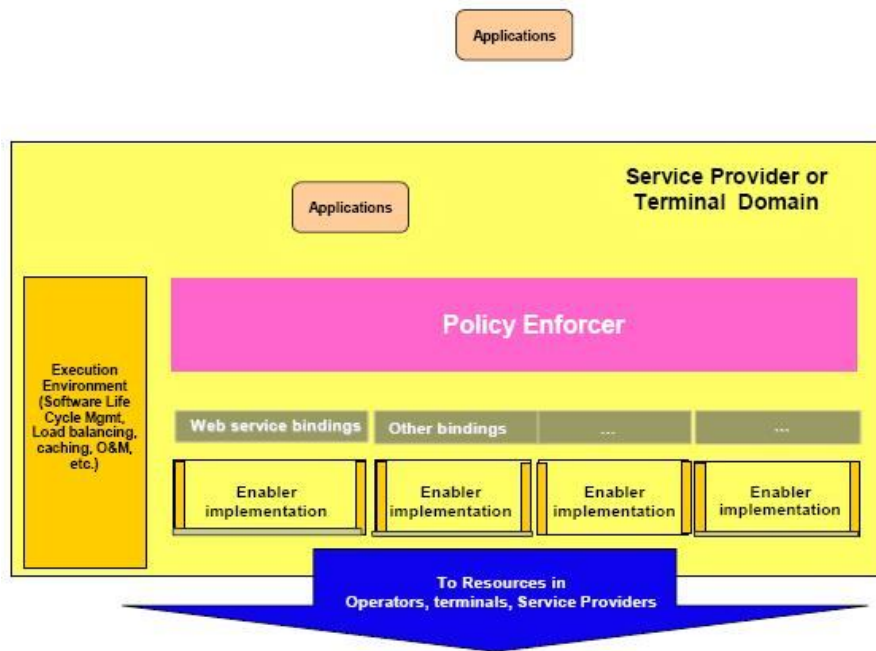 Applications
Service Provider or
Terminal Domain
Applications
Policy Enforcer
Execution
Environment
(Software Life
Cycle Mgmt,
Load balancing,
caching, O&M,
etc.)
Web service bindings
Other bindings
...
...
Enabler
implementation
Enabler
implementation
Enabler
implementation
Enabler
implementation
To Resources in
Operators, terminals, Service Providers